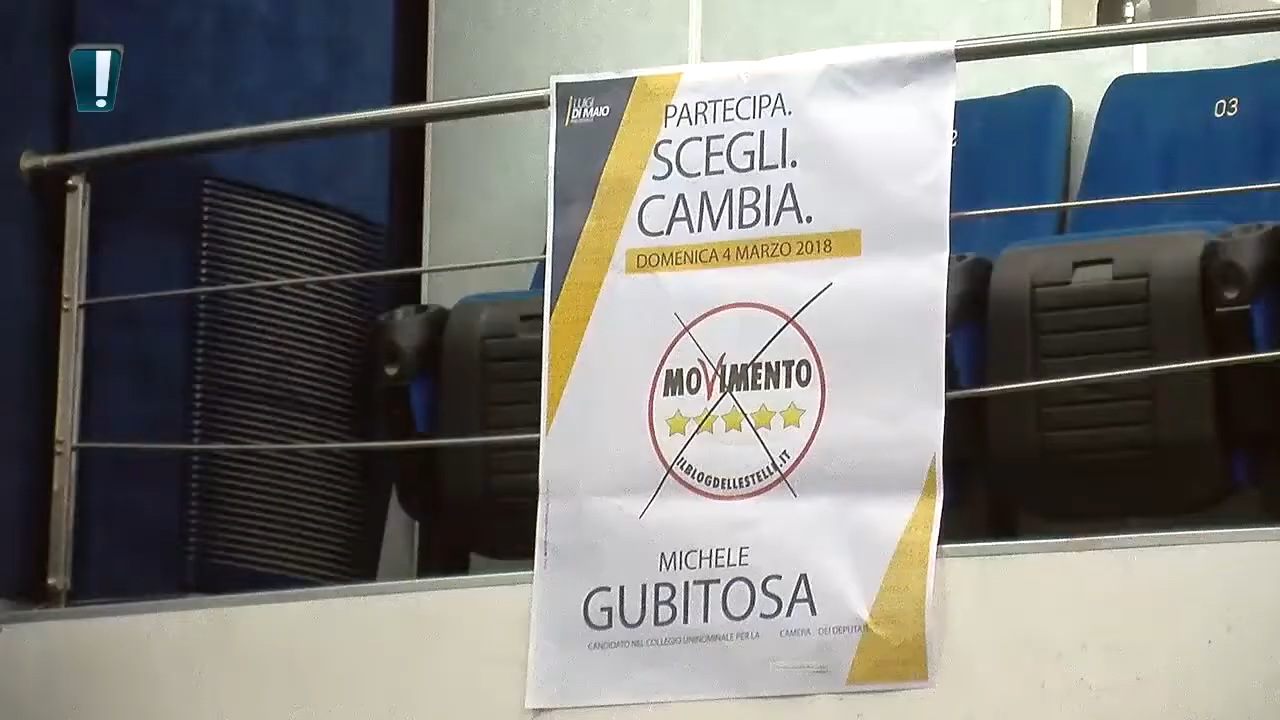 LUIGI
DI MAIO
PARTECIPA.
SCEGLI.
CAMBIA.
DOMENICA 4 MARZO 2018
MOVIMENTO
ILBLOGDELLESTELLE.IT
MICHELE
GUBITOSA
CANDIDATO NEL COLLEGIO UNINOMINALE PER LA CAMERA DEI DEPUTATI
03